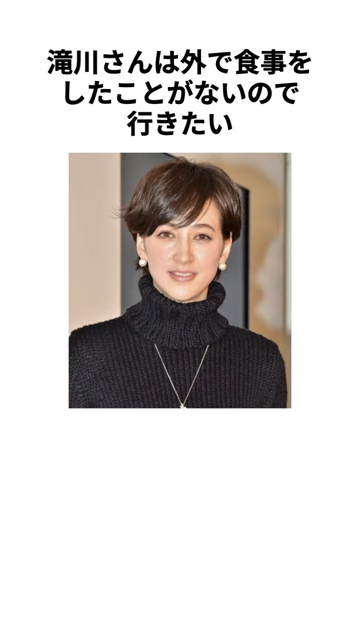 滝川さんは外で食事を
したことがないので
行きたい